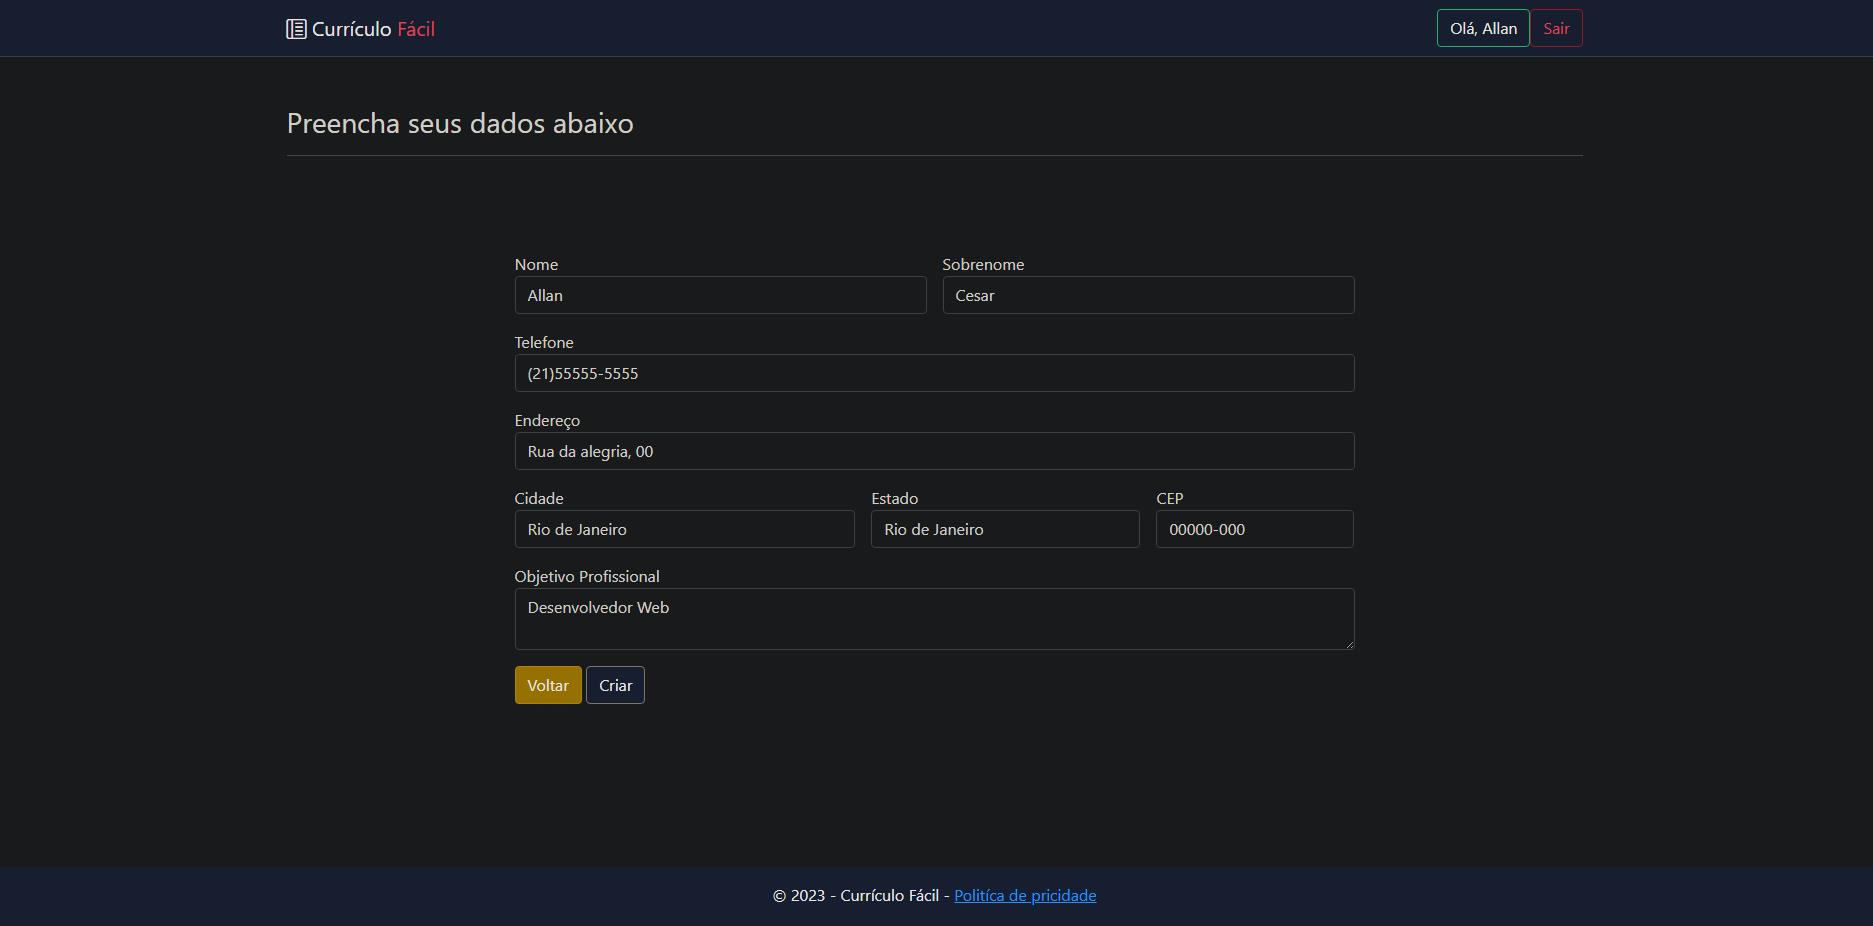 Currículo Fácil
Olá, Allan
Sair
Preencha seus dados abaixo
Nome
Sobrenome
Allan
Cesar
Telefone
(21)55555-5555
Endereço
Rua da alegria, 00
Cidade
Estado
CEP
Rio de Janeiro
Rio de Janeiro
00000-000
Objetivo Profissional
Desenvolvedor Web
Voltar
Criar
© 2023 - Currículo Fácil - Politíca de pricidade